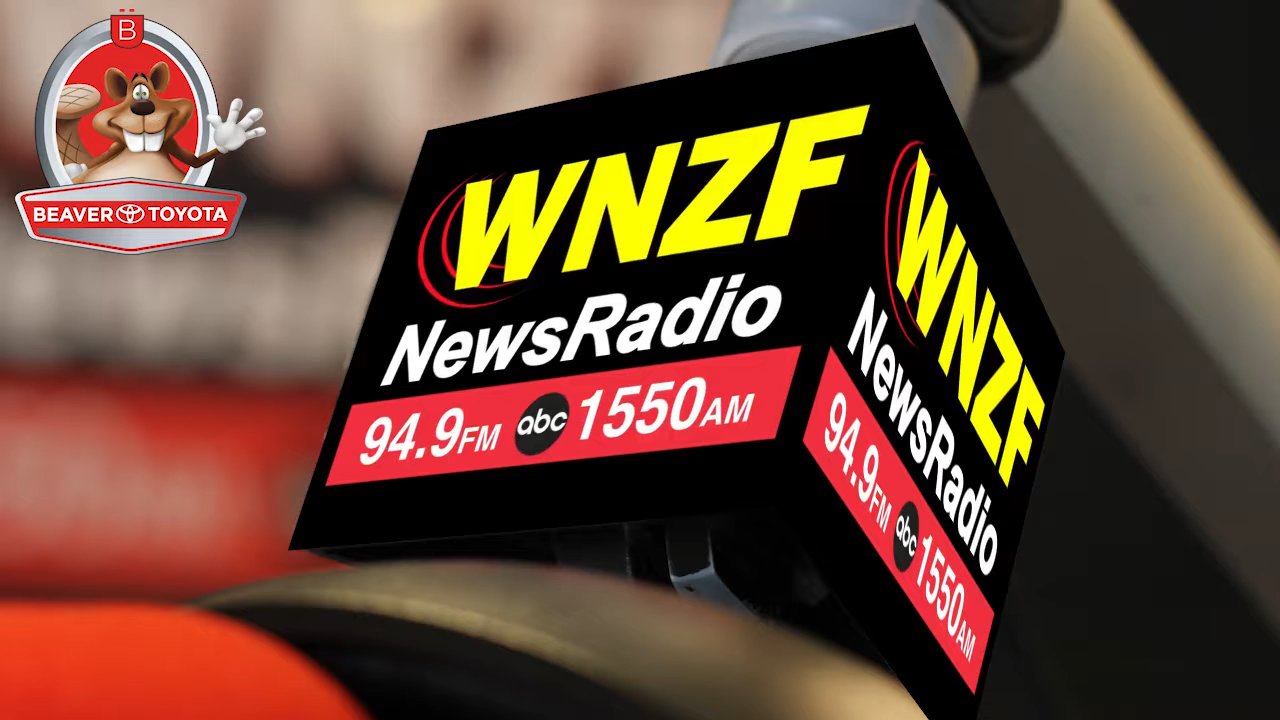 B̈
BEAVER TOYOTA
WNZF
NewsRadio
94.9FM abc 1550AM
WNZF
NewsRadio
94.9FM abc 1550AM